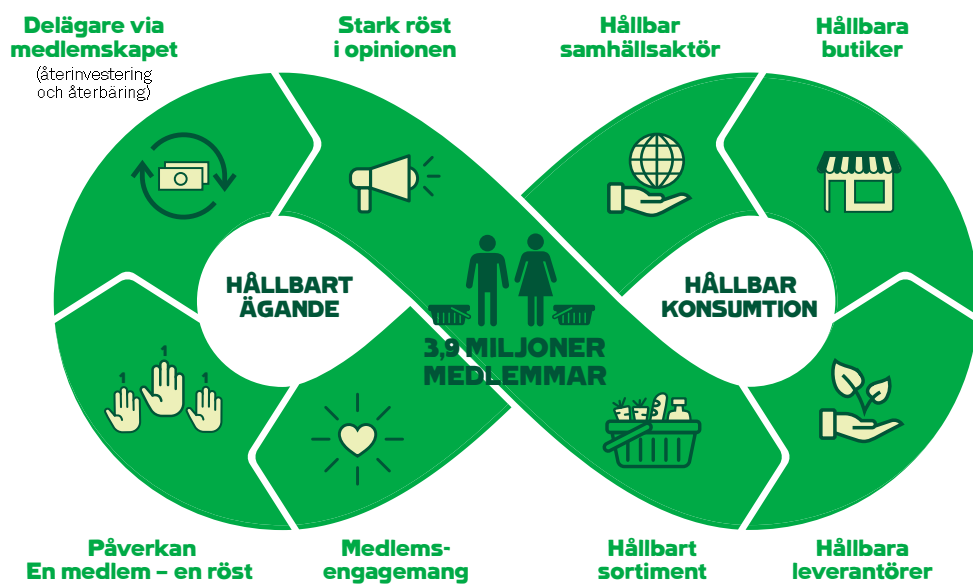 Delägare via
medlemskapet
(återinvestering
och återbäring)
Stark röst
i opinionen
Hållbar
samhällsaktör
Hållbara
butiker
HÅLLBART
ÄGANDE
HÅLLBAR
KONSUMTION
3,9 MILJONER
MEDLEMMAR
1
1
1
Påverkan
En medlem – en röst
Medlems-
engagemang
Hållbart
sortiment
Hållbara
leverantörer